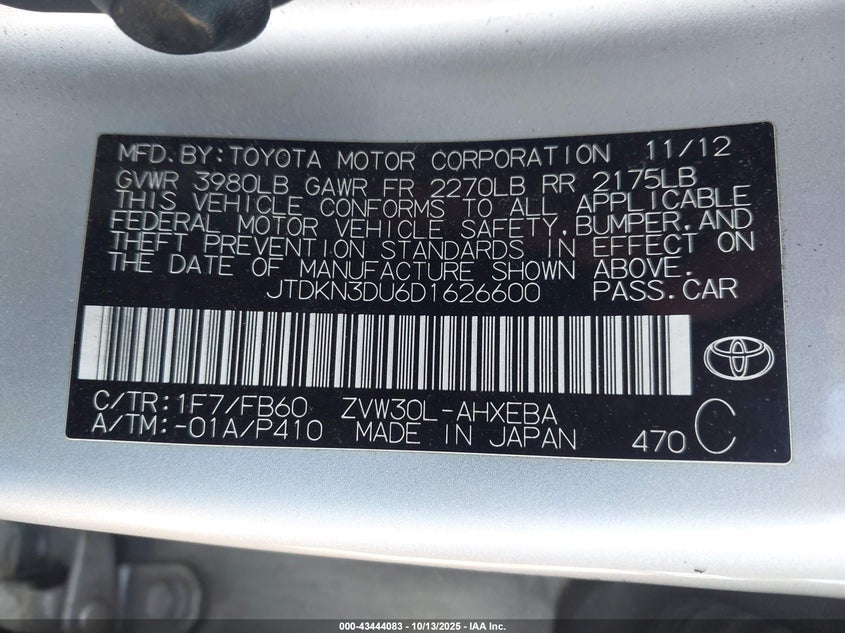 MFD.BY:TOYOTA MOTOR CORPORATION 11/12
GVWR 3980LB GAWR FR 2270LB RR 2175LB
THIS VEHICLE CONFORMS TO ALL APPLICABLE
FEDERAL MOTOR VEHICLE SAFETY,BUMPER,AND
THEFT PREVENTION STANDARDS IN EFFECT ON
THE DATE OF MANUFACTURE SHOWN ABOVE.
JTDKN3DU6D1626600 PASS.CAR
C/TR:1F7/FB60 ZVW30L-AHXEBA
A/TM:-01A/P410 MADE IN JAPAN 470 C
000-43444083 | 10/13/2025 | IAA Inc.